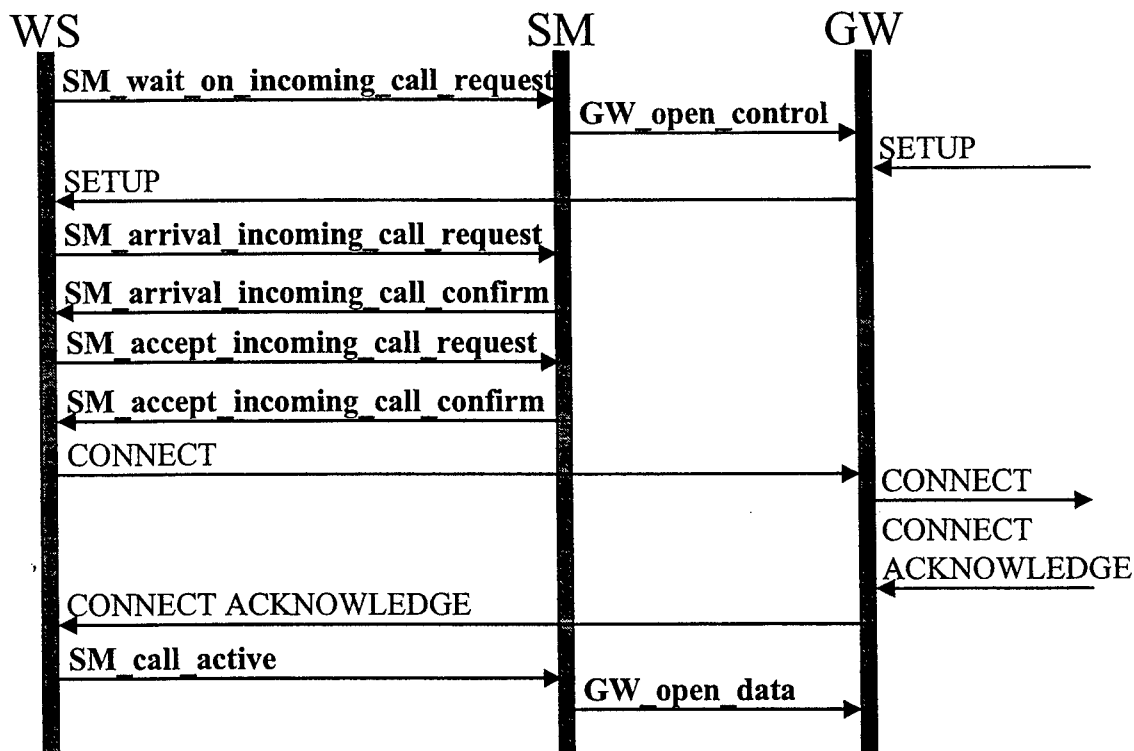 WS SM GW
SM_wait_on_incoming_call_request
GW_open_control
SETUP
SETUP
SM_arrival_incoming_call_request
SM_arrival_incoming_call_confirm
SM_accept_incoming_call_request
SM_accept_incoming_call_confirm
CONNECT
CONNECT
CONNECT
ACKNOWLEDGE
CONNECT ACKNOWLEDGE
SM_call_active
GW_open_data